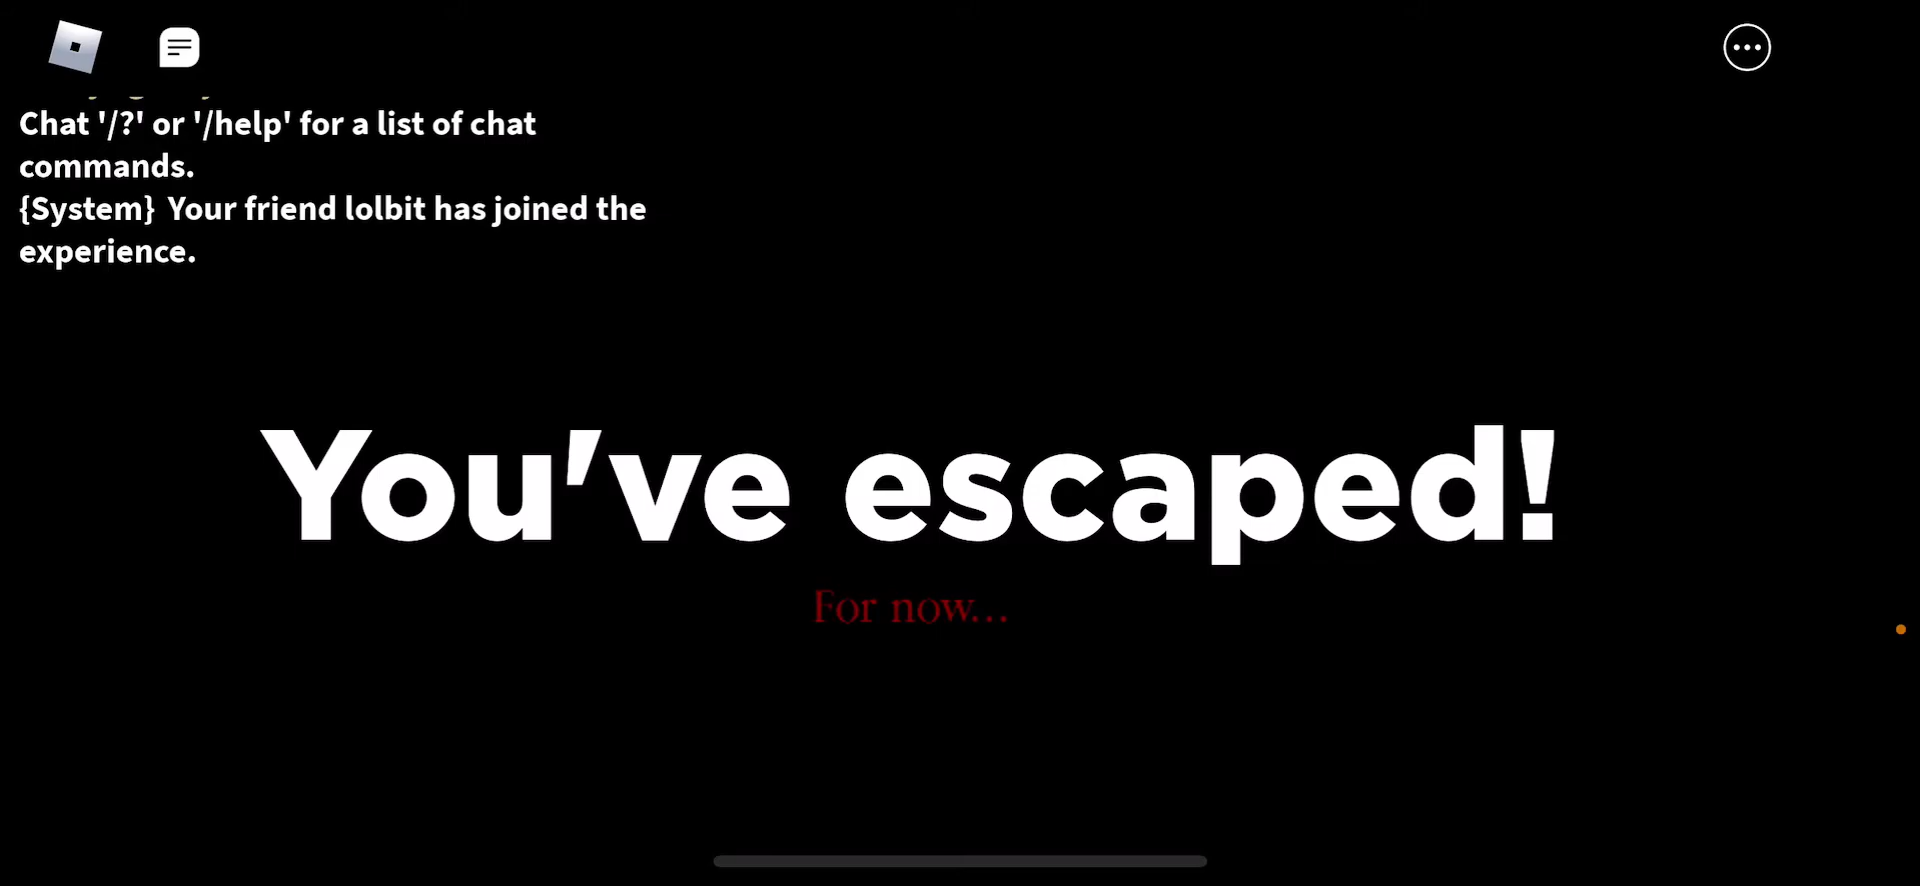 Chat '/?' or '/help' for a list of chat
commands.
{System} Your friend lolbit has joined the
experience.
You've escaped!
For now...